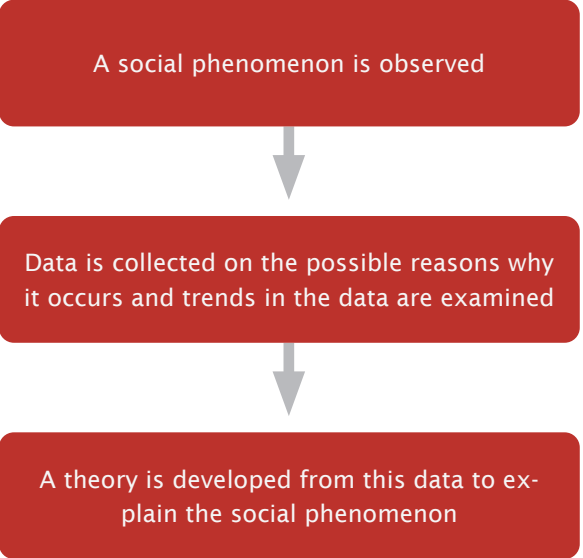 A social phenomenon is observed
Data is collected on the possible reasons why
it occurs and trends in the data are examined
A theory is developed from this data to ex-
plain the social phenomenon